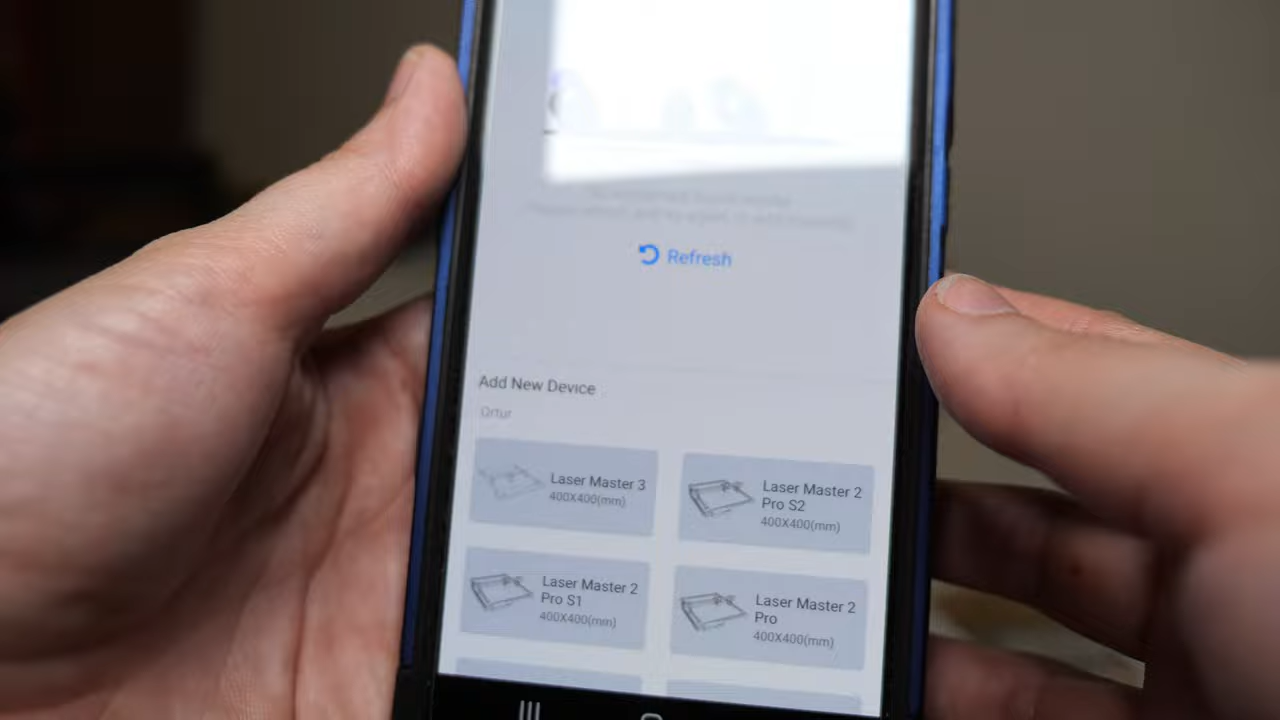 Refresh
Add New Device
Ortur
Laser Master 3
400X400(mm)
Laser Master 2
Pro S2
400X400(mm)
Laser Master 2
Pro S1
400X400(mm)
Laser Master 2
Pro
400X400(mm)